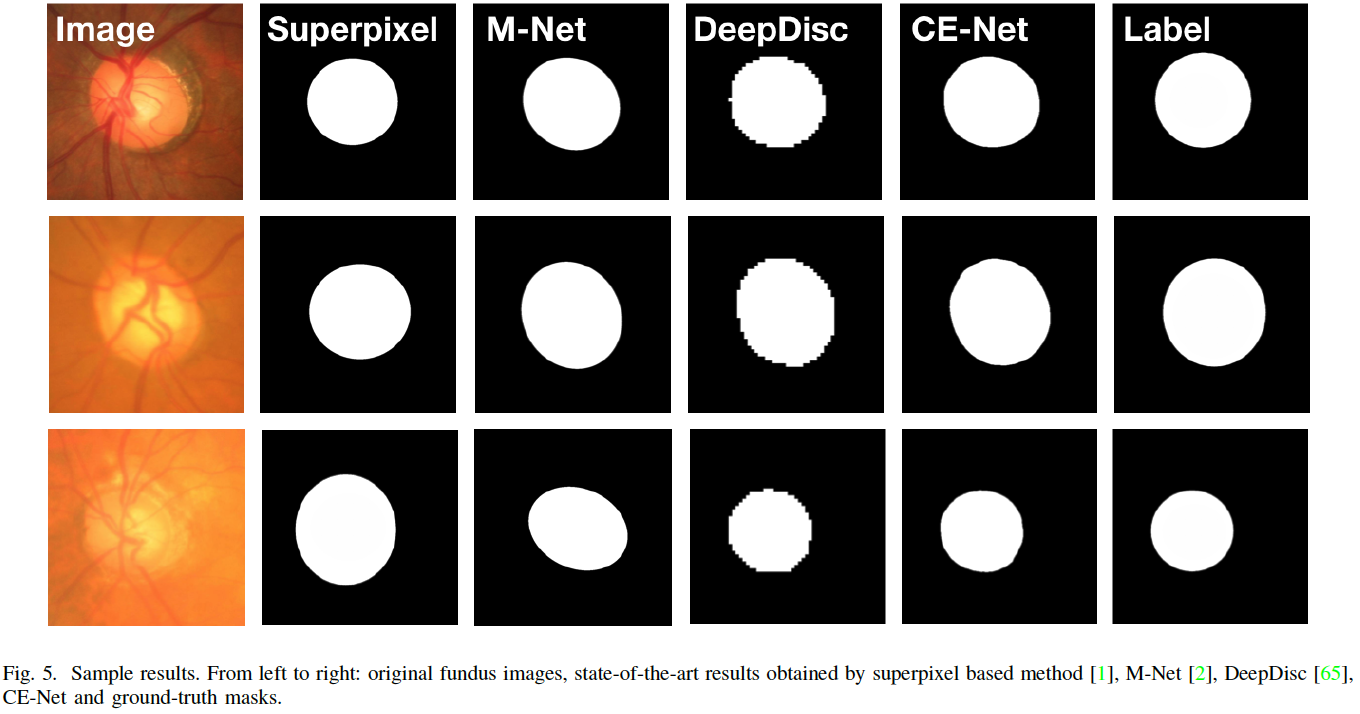 Image Superpixel M-Net DeepDisc CE-Net Label
Fig. 5. Sample results. From left to right: original fundus images, state-of-the-art results obtained by superpixel based method [1], M-Net [2], DeepDisc [65],
CE-Net and ground-truth masks.